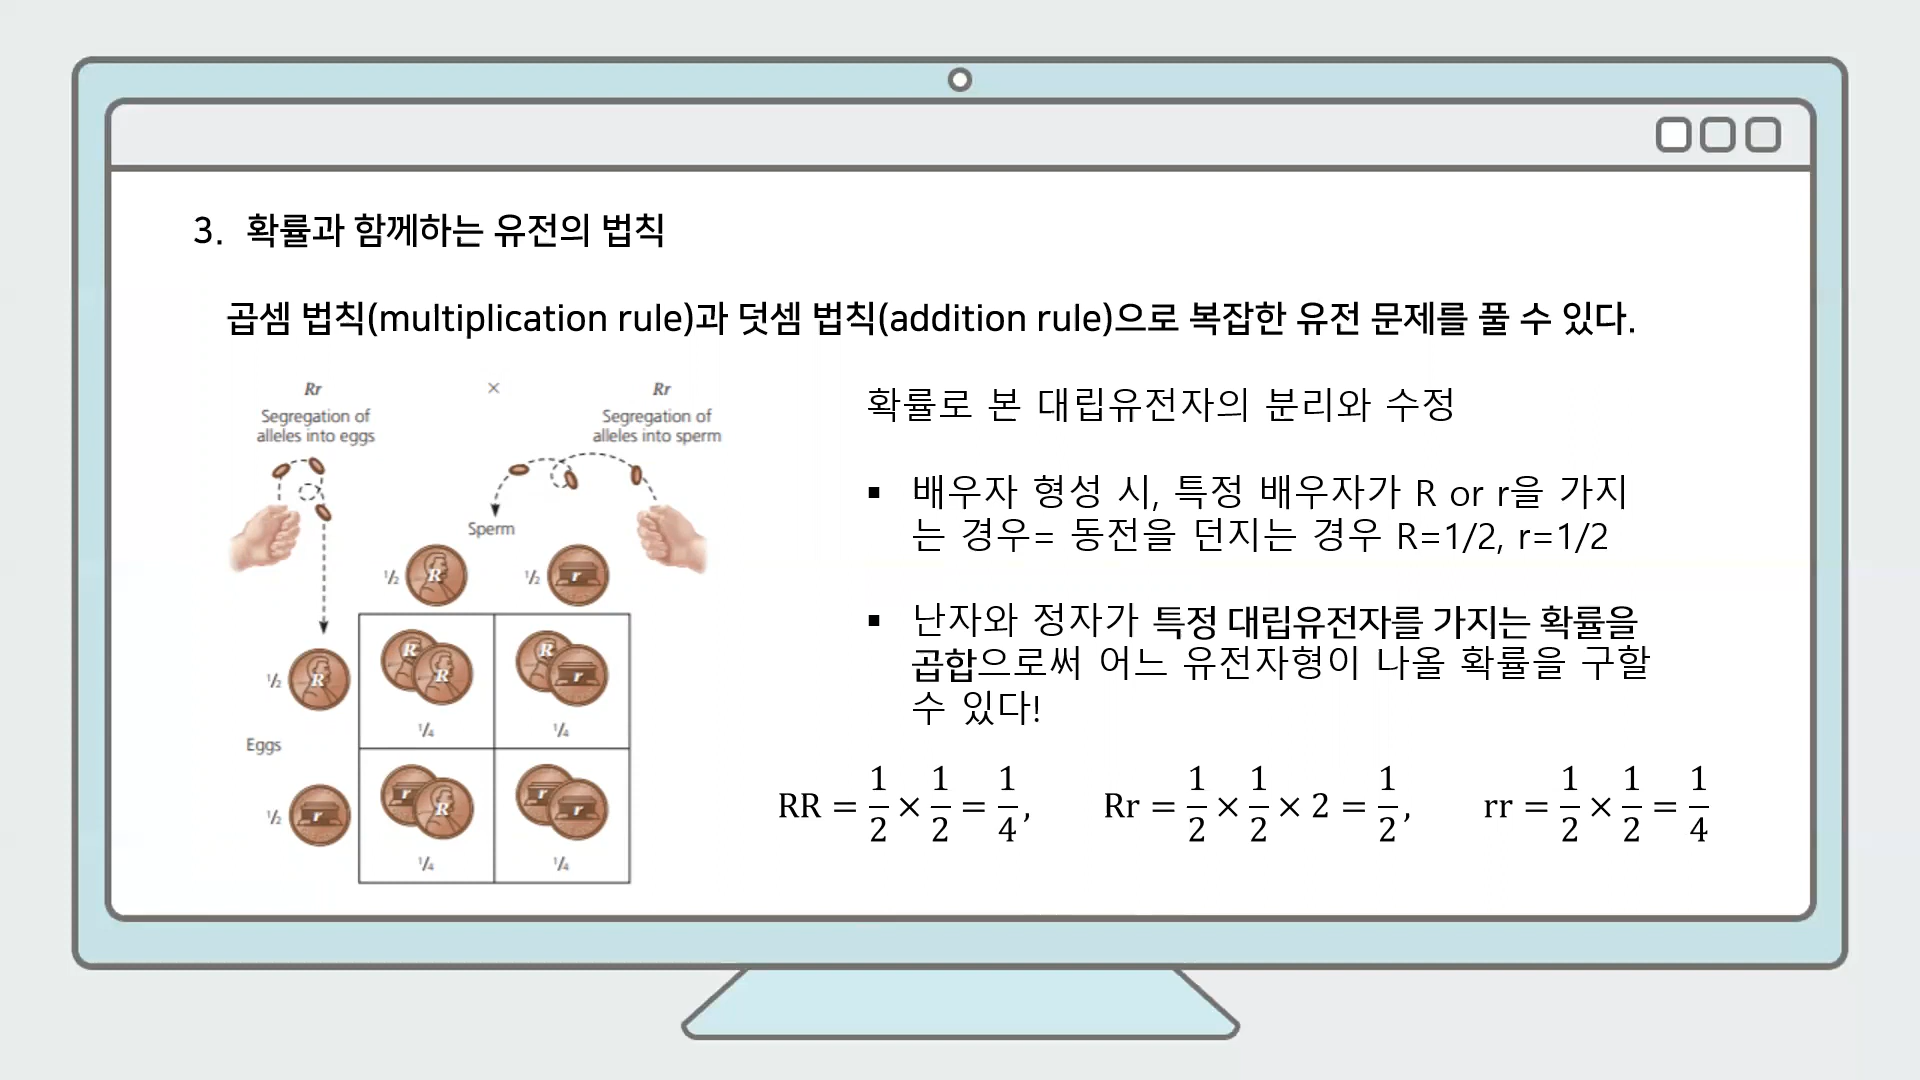 3. 확률과 함께하는 유전의 법칙
곱셈 법칙(multiplication rule)과 덧셈 법칙(addition rule)으로 복잡한 유전 문제를 풀 수 있다.
Rr × Rr
Segregation of
alleles into eggs
Segregation of
alleles into sperm
Sperm
1/2 R 1/2 r
R R R r
1/2 R
1/4 1/4
Eggs
r R r r
1/2 r
1/4 1/4
확률로 본 대립유전자의 분리와 수정
▪ 배우자 형성 시, 특정 배우자가 R or r을 가지
는 경우= 동전을 던지는 경우 R=1/2, r=1/2
▪ 난자와 정자가 특정 대립유전자를 가지는 확률을
곱합으로써 어느 유전자형이 나올 확률을 구할
수 있다!
RR = 1/2 × 1/2 = 1/4, Rr = 1/2 × 1/2 × 2 = 1/2, rr = 1/2 × 1/2 = 1/4